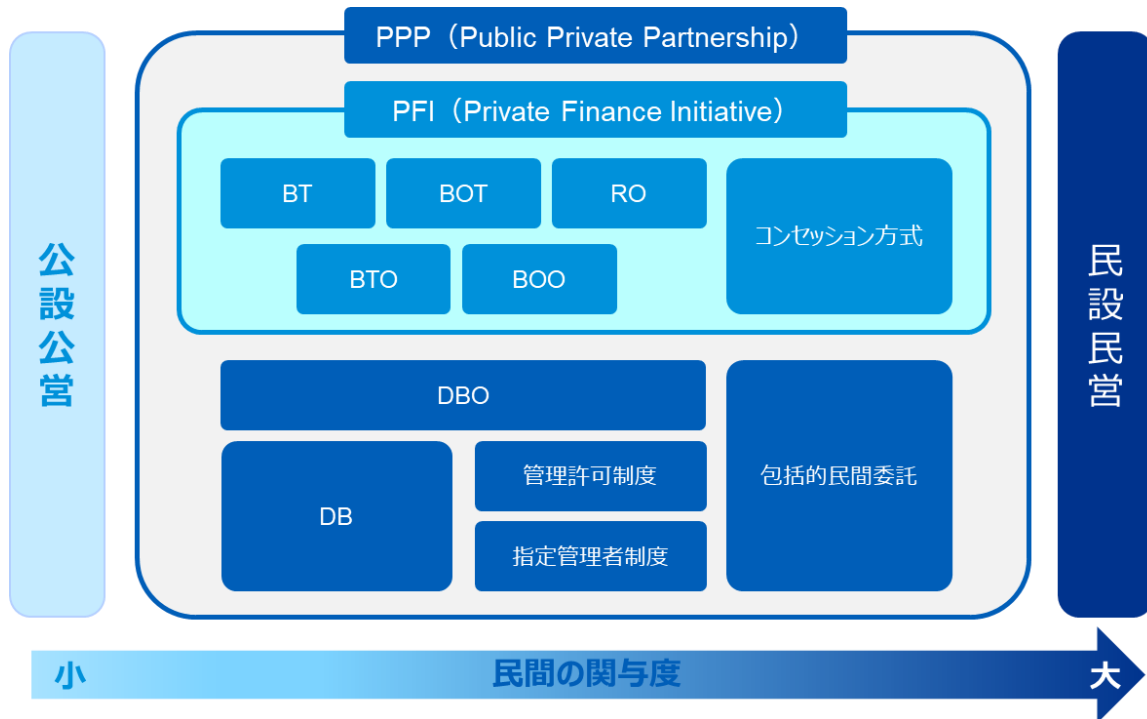 PPP（Public Private Partnership）
PFI（Private Finance Initiative）
公設公営
BT
BOT
RO
コンセッション方式
BTO
BOO
民設民営
DBO
DB
管理許可制度
包括的民間委託
指定管理者制度
小
民間の関与度
大